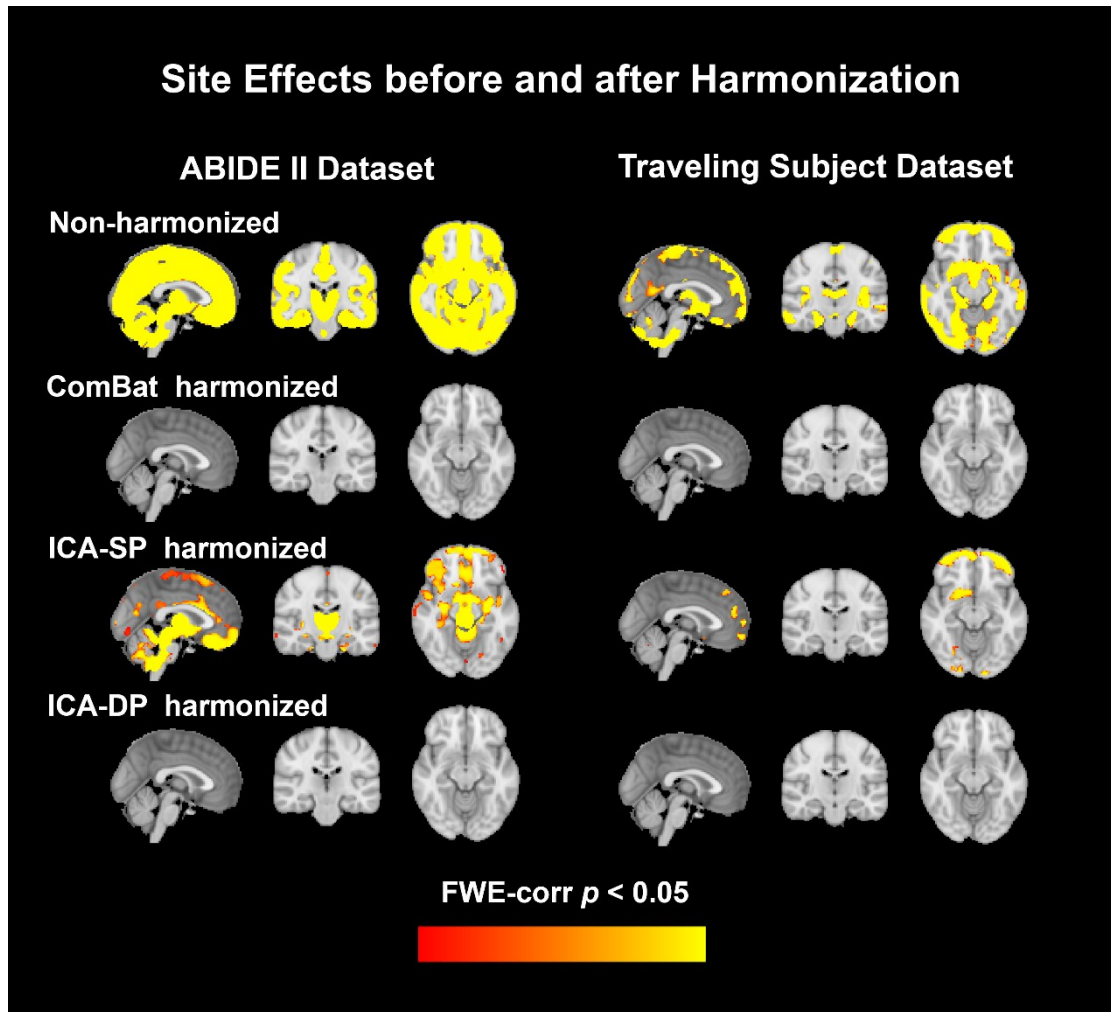 Site Effects before and after Harmonization
ABIDE II Dataset
Traveling Subject Dataset
Non-harmonized
ComBat harmonized
ICA-SP harmonized
ICA-DP harmonized
FWE-corr p < 0.05